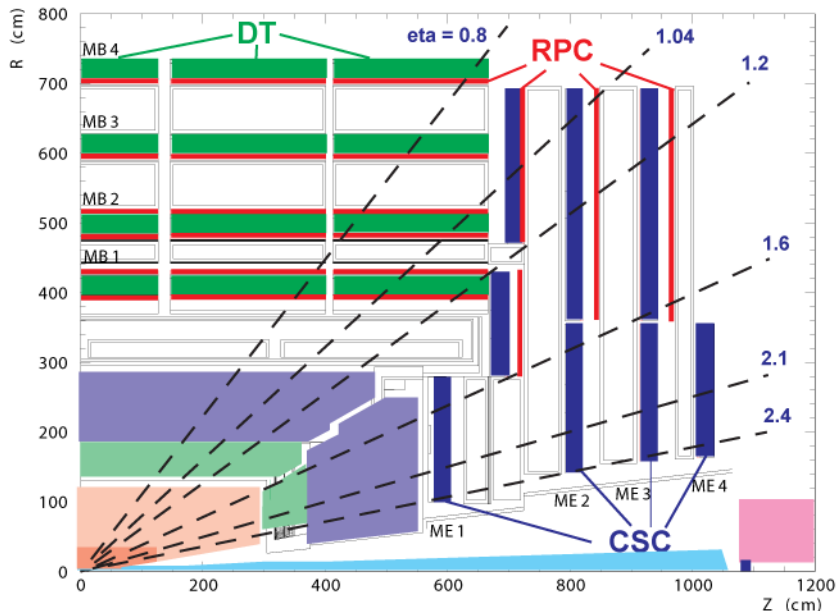 R (cm)
800
700
600
500
400
300
200
100
0
MB 4
MB 3
MB 2
MB 1
DT
eta = 0.8
1.04
RPC
1.2
1.6
2.1
2.4
ME 1
ME 2
ME 3
ME 4
CSC
0
200
400
600
800
1000
1200
Z (cm)